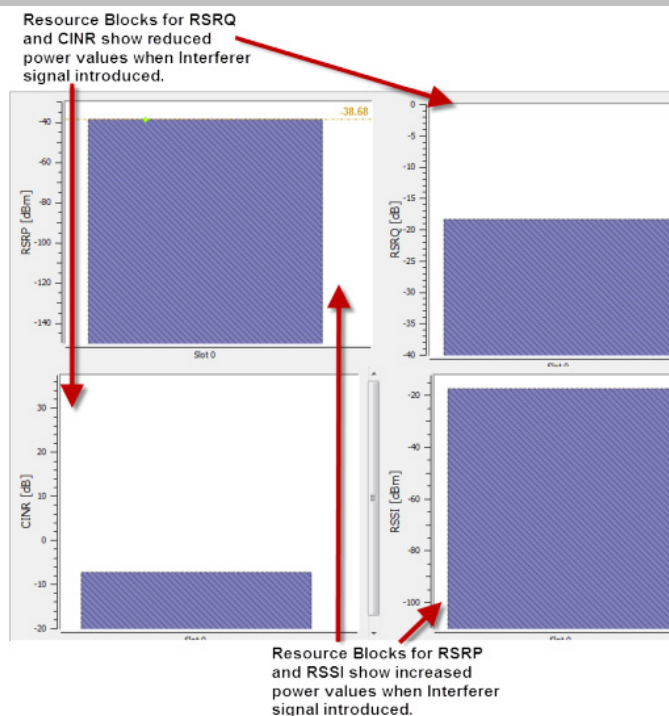 Resource Blocks for RSRQ
and CINR show reduced
power values when Interferer
signal introduced.
-38.68
RSRP [dBm]
-40
-60
-80
-100
-120
-140
Slot 0
RSRQ [dB]
0
-5
-10
-15
-20
-25
-30
-35
-40
CINR [dB]
30
20
10
0
-10
-20
RSSI [dBm]
-20
-40
-60
-80
-100
Resource Blocks for RSRP
and RSSI show increased
power values when Interferer
signal introduced.